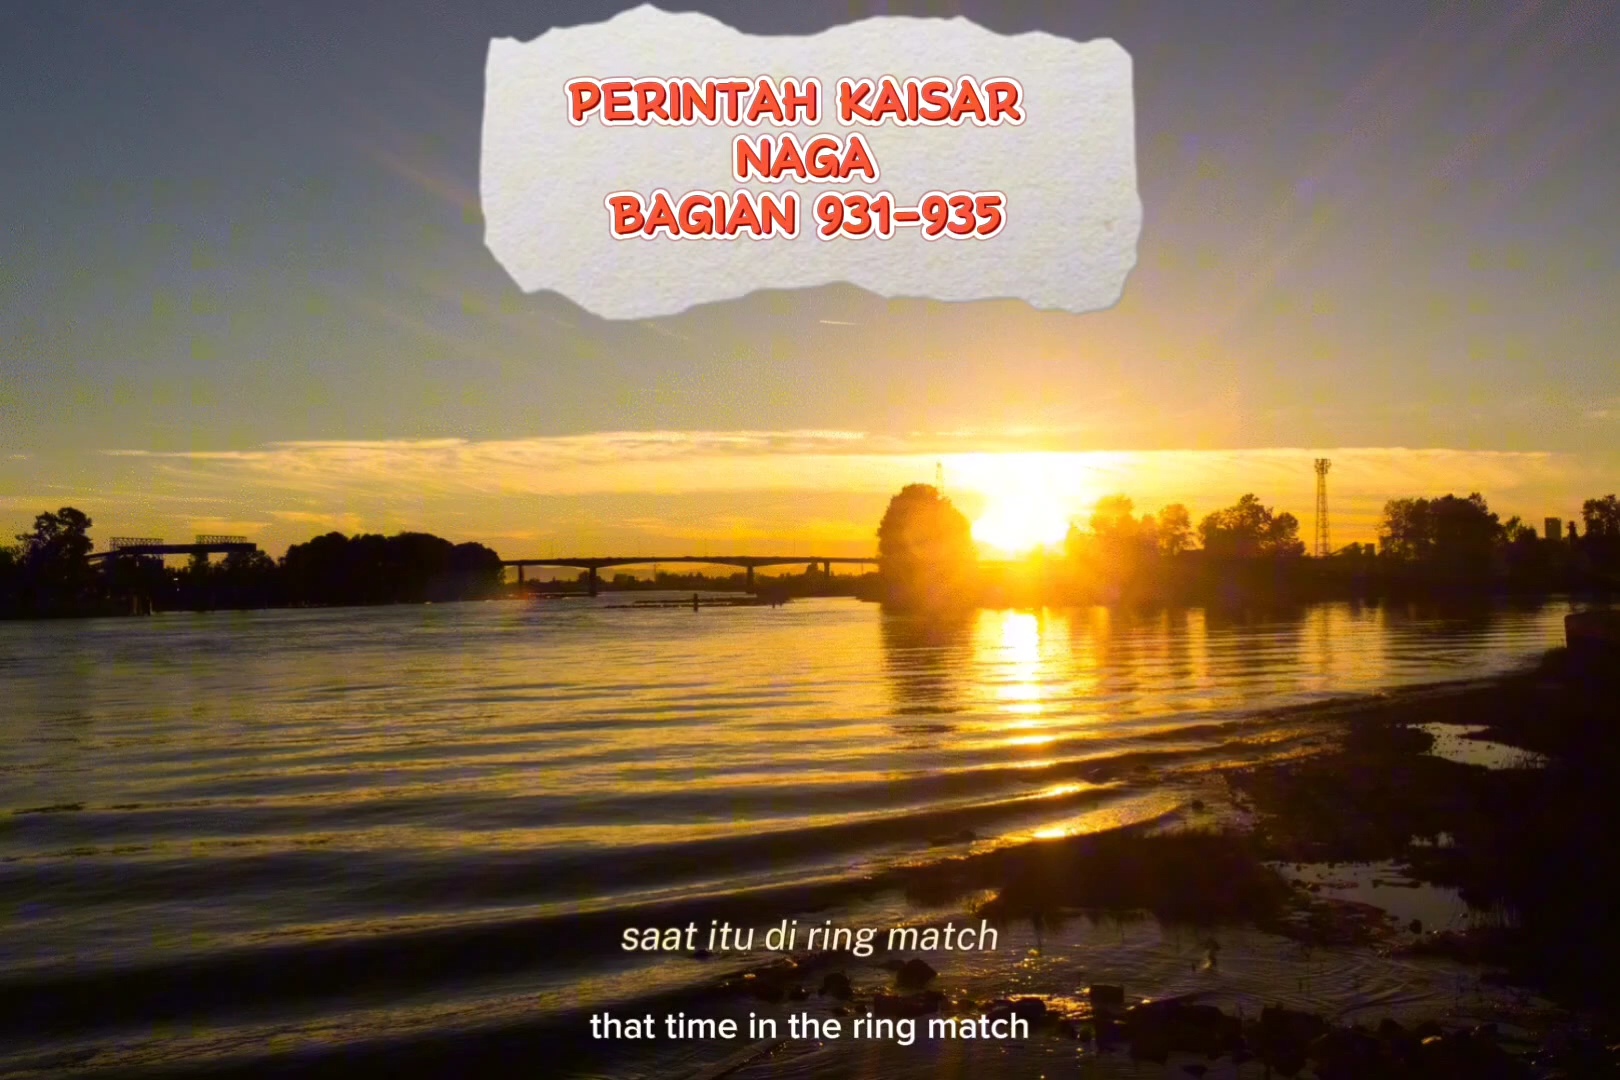 PERINTAH KAISAR
NAGA
BAGIAN 931-935
saat itu di ring match
that time in the ring match